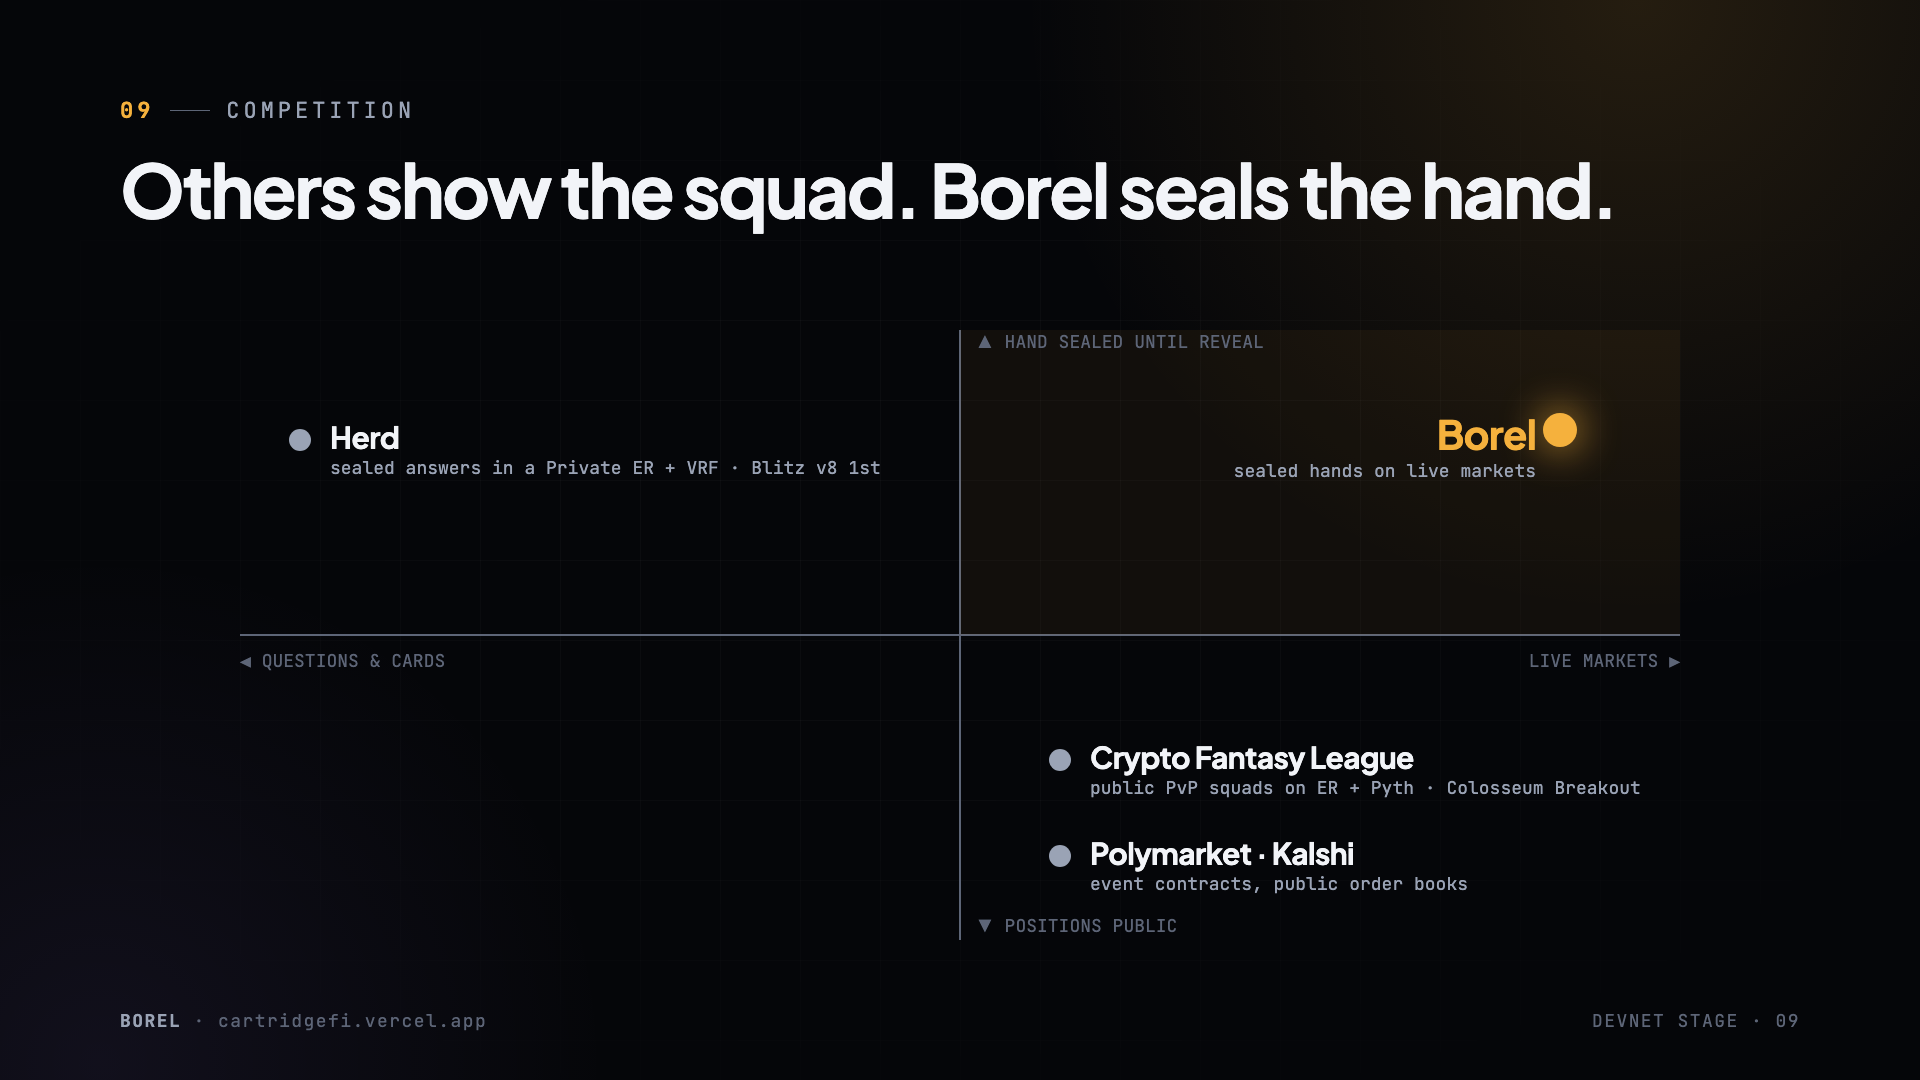 09 — COMPETITION
Others show the squad. Borel seals the hand.
▲ HAND SEALED UNTIL REVEAL
Herd
sealed answers in a Private ER + VRF · Blitz v8 1st
Borel
sealed hands on live markets
◀ QUESTIONS & CARDS
LIVE MARKETS ▶
Crypto Fantasy League
public PvP squads on ER + Pyth · Colosseum Breakout
Polymarket · Kalshi
event contracts, public order books
▼ POSITIONS PUBLIC
BOREL · cartridgefi.vercel.app
DEVNET STAGE · 09